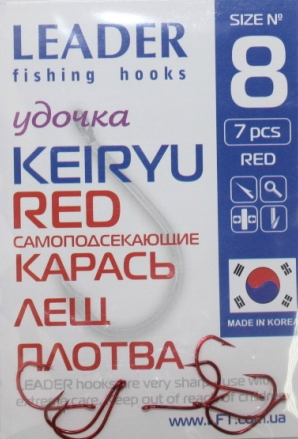 LEADER
fishing hooks
SIZE №
8
7 pcs
RED
удочка
KEIRYU
RED
САМОПОДСЕКАЮЩИЕ
КАРАСЬ
ЛЕЩ
ПЛОТВА
MADE IN KOREA
LEADER hooks are very sharp, use with
extreme care. Keep out of reach of children
www.LFT.com.ua